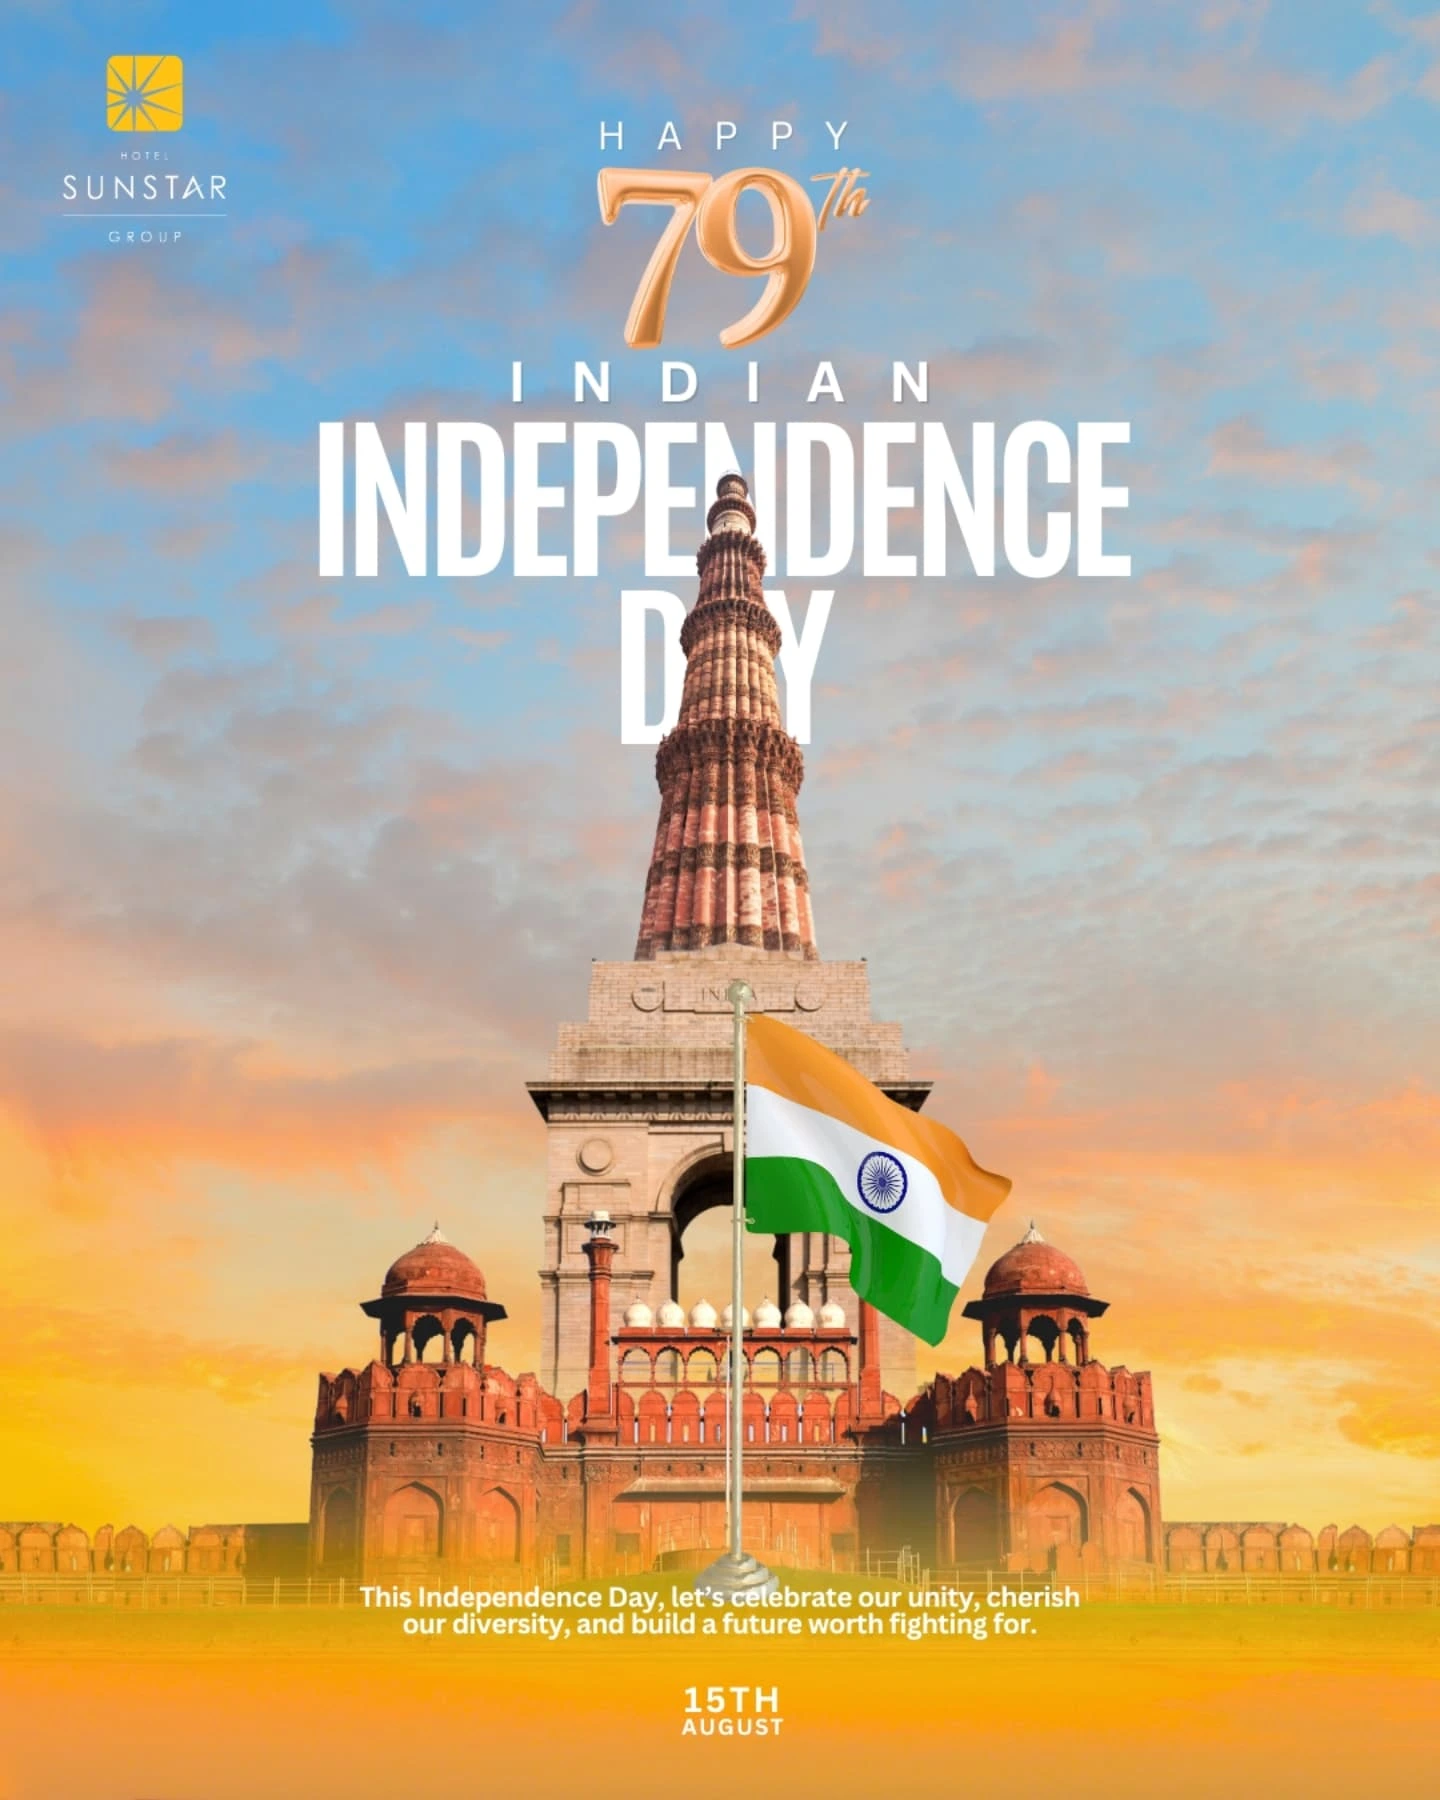 HOTEL
SUNSTAR
GROUP
HAPPY
79Th
INDIAN
INDEPENDENCE
DAY
INDIA
This Independence Day, let's celebrate our unity, cherish
our diversity, and build a future worth fighting for.
15TH
AUGUST